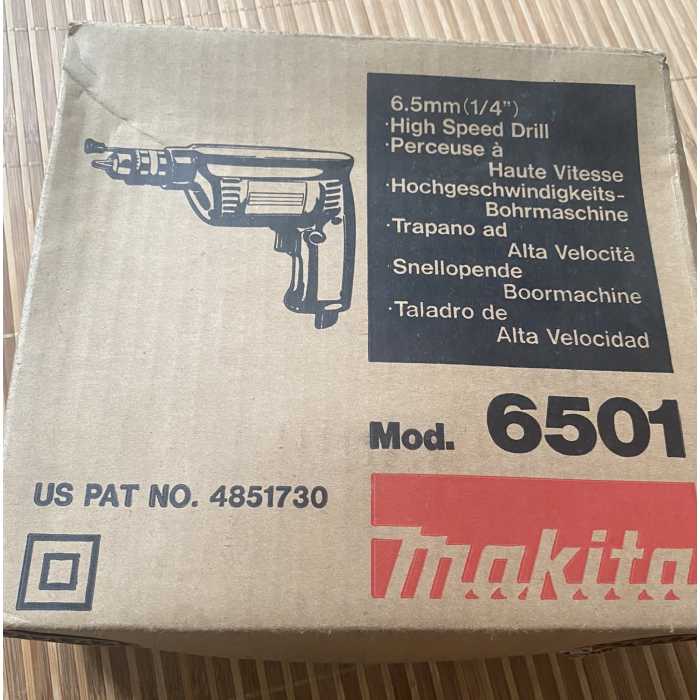 6.5mm(1/4")
·High Speed Drill
·Perceuse à
Haute Vitesse
·Hochgeschwindigkeits-
Bohrmaschine
·Trapano ad
Alta Velocità
Snellopende
Boormachine
·Taladro de
Alta Velocidad
Mod. 6501
US PAT NO. 4851730
makita